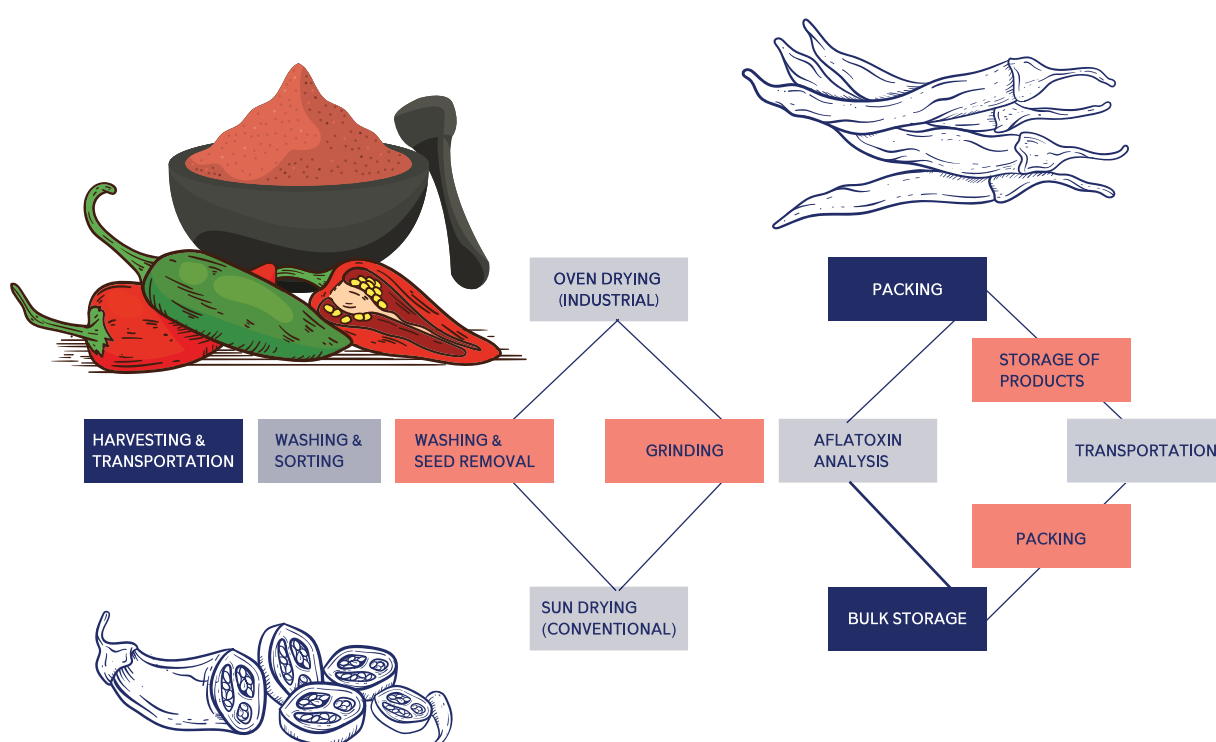 HARVESTING &
TRANSPORTATION
WASHING &
SORTING
WASHING &
SEED REMOVAL
OVEN DRYING
(INDUSTRIAL)
SUN DRYING
(CONVENTIONAL)
GRINDING
AFLATOXIN
ANALYSIS
PACKING
STORAGE OF
PRODUCTS
BULK STORAGE
PACKING
TRANSPORTATION